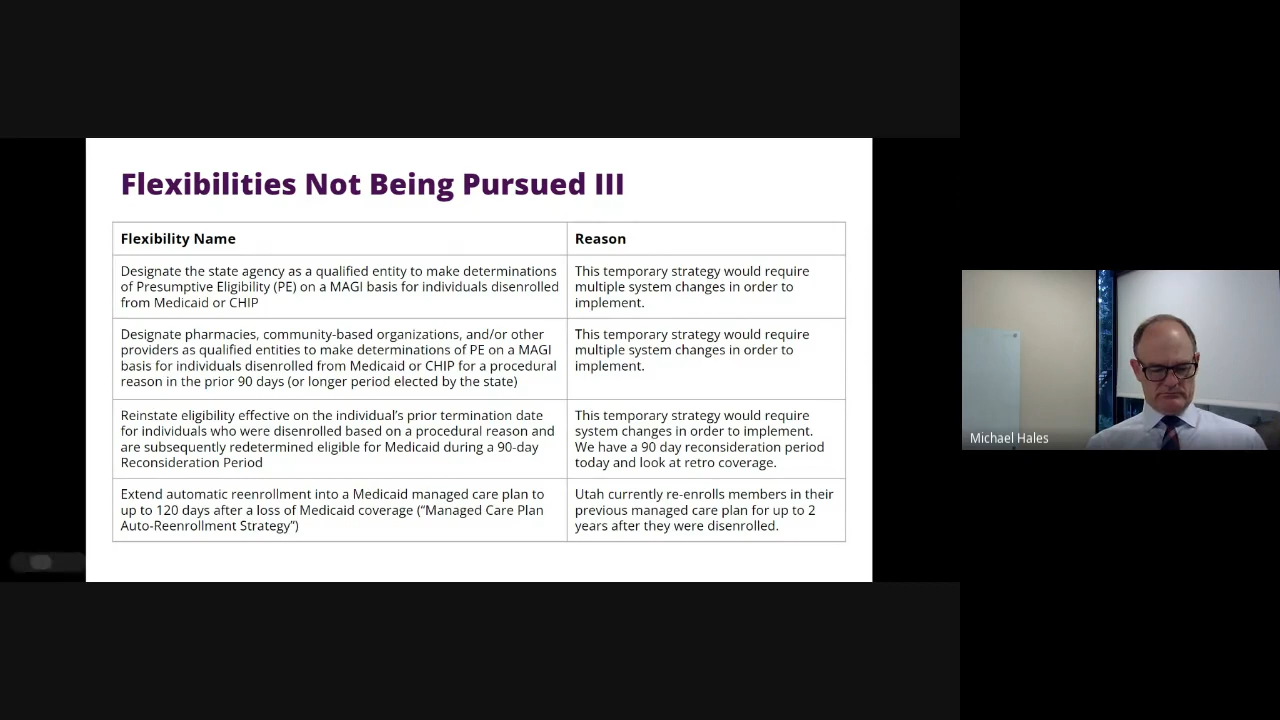 Flexibilities Not Being Pursued III
Flexibility Name
Reason
Designate the state agency as a qualified entity to make determinations
of Presumptive Eligibility (PE) on a MAGI basis for individuals disenrolled
from Medicaid or CHIP
This temporary strategy would require
multiple system changes in order to
implement.
Designate pharmacies, community-based organizations, and/or other
providers as qualified entities to make determinations of PE on a MAGI
basis for individuals disenrolled from Medicaid or CHIP for a procedural
reason in the prior 90 days (or longer period elected by the state)
This temporary strategy would require
multiple system changes in order to
implement.
Reinstate eligibility effective on the individual’s prior termination date
for individuals who were disenrolled based on a procedural reason and
are subsequently redetermined eligible for Medicaid during a 90-day
Reconsideration Period
This temporary strategy would require
system changes in order to implement.
We have a 90 day reconsideration period
today and look at retro coverage.
Extend automatic reenrollment into a Medicaid managed care plan to
up to 120 days after a loss of Medicaid coverage (“Managed Care Plan
Auto-Reenrollment Strategy”)
Utah currently re-enrolls members in their
previous managed care plan for up to 2
years after they were disenrolled.
Michael Hales